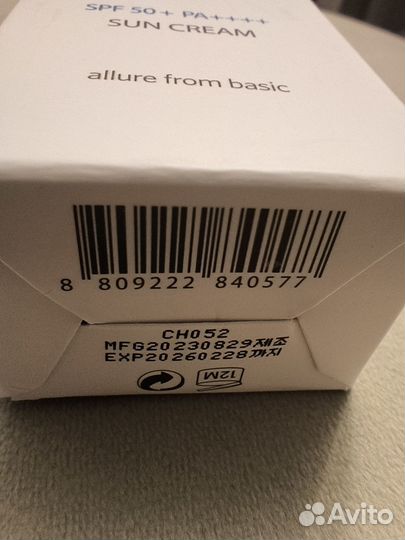 SPF 50+ PA++++
SUN CREAM
allure from basic
8 809222 840577
CH052
MFG20230829제조
EXP20260228까지
12M
Avito